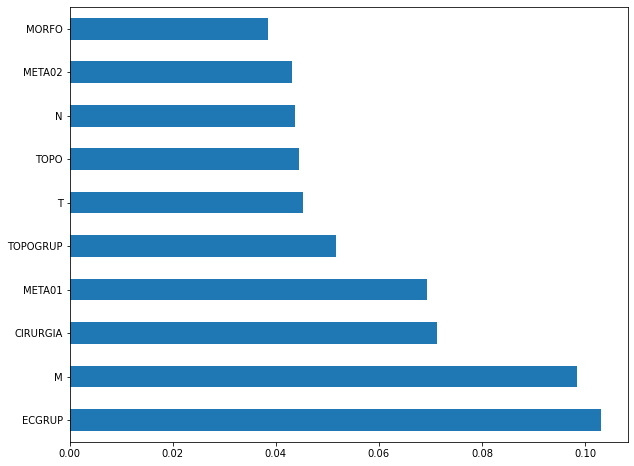 MORFO
META02
N
TOPO
T
TOPOGRUP
META01
CIRURGIA
M
ECGRUP
0.00 0.02 0.04 0.06 0.08 0.10